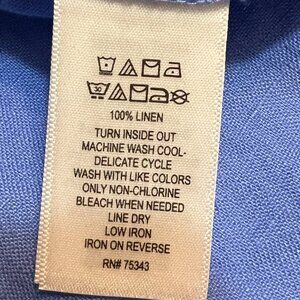 30
100% LINEN
TURN INSIDE OUT
MACHINE WASH COOL-
DELICATE CYCLE
WASH WITH LIKE COLORS
ONLY NON-CHLORINE
BLEACH WHEN NEEDED
LINE DRY
LOW IRON
IRON ON REVERSE
RN# 75343